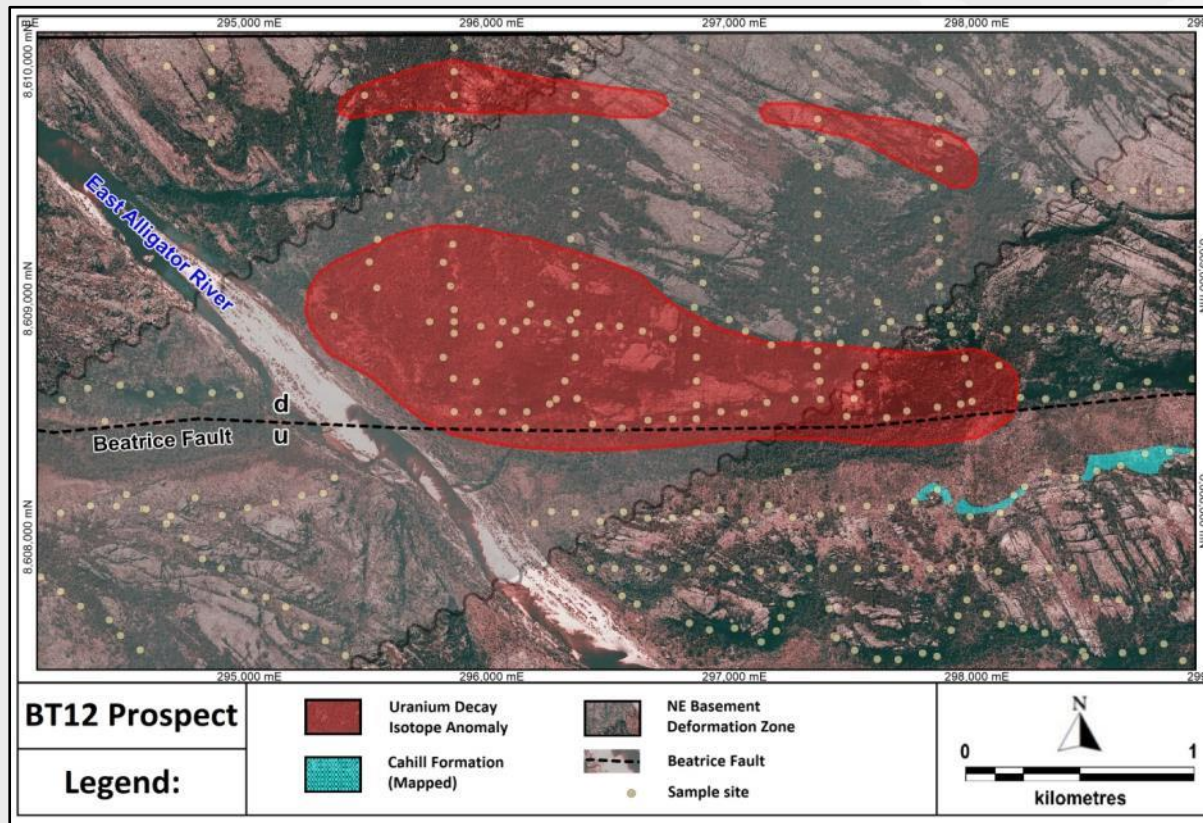 295,000 mE
296,000 mE
297,000 mE
298,000 mE
8,610,000 mN
8,609,000 mN
8,608,000 mN
East Alligator River
d
u
Beatrice Fault
295,000 mE
296,000 mE
297,000 mE
298,000 mE
BT12 Prospect
Legend:
Uranium Decay
Isotope Anomaly
Cahill Formation
(Mapped)
NE Basement
Deformation Zone
Beatrice Fault
Sample site
N
0
1
kilometres